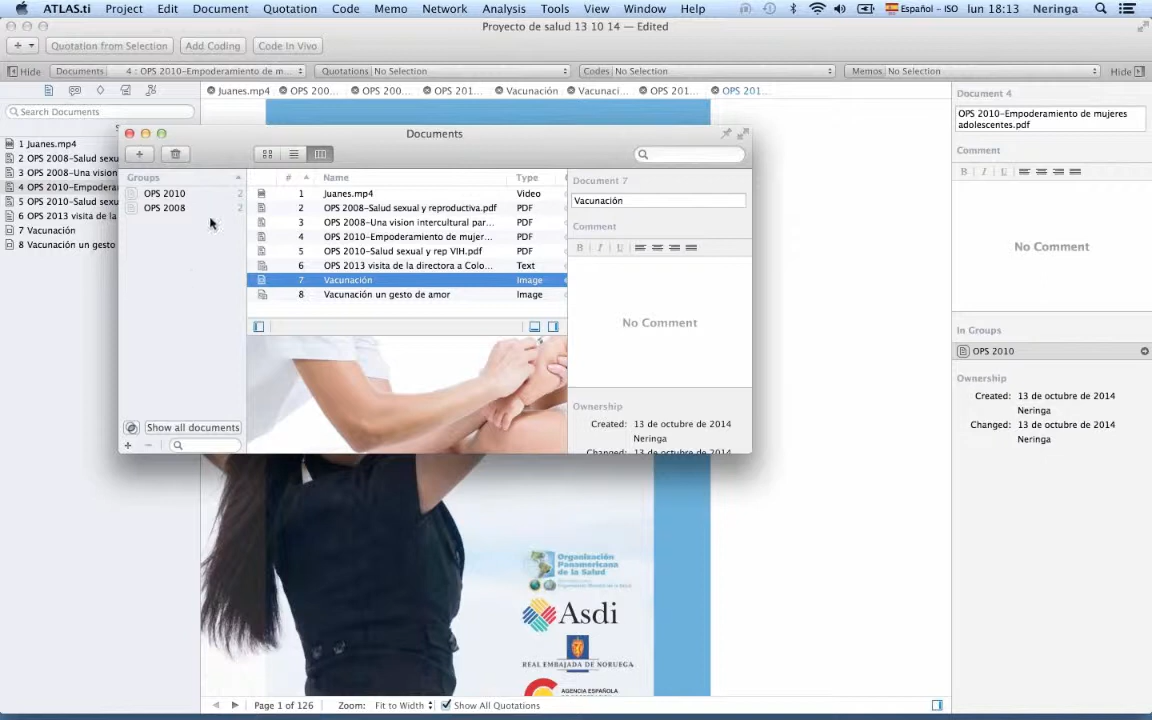 ATLAS.ti Project Edit Document Quotation Code Memo Network Analysis Tools View Window Help Español - ISO lun 18:13 Neringa
Proyecto de salud 13 10 14 — Edited
+ Quotation from Selection Add Coding Code In Vivo
Hide Documents 4 : OPS 2010-Empoderamiento de m... Quotations No Selection Codes No Selection Memos No Selection Hide
Juanes.mp4 OPS 200... OPS 200... OPS 201... Vacunación Vacunaci... OPS 201... OPS 201...
Search Documents
1 Juanes.mp4
2 OPS 2008-Salud sexu
3 OPS 2008-Una vision
4 OPS 2010-Empodera
5 OPS 2010-Salud sexu
6 OPS 2013 visita de la
7 Vacunación
8 Vacunación un gesto
Documents
Groups
OPS 2010 2
OPS 2008 2
Show all documents
# Name Type
1 Juanes.mp4 Video
2 OPS 2008-Salud sexual y reproductiva.pdf PDF
3 OPS 2008-Una vision intercultural par... PDF
4 OPS 2010-Empoderamiento de mujer... PDF
5 OPS 2010-Salud sexual y rep VIH.pdf PDF
6 OPS 2013 visita de la directora a Colo... Text
7 Vacunación Image
8 Vacunación un gesto de amor Image
Document 7
Vacunación
Comment
B I U
No Comment
Ownership
Created: 13 de octubre de 2014
Neringa
Changed: 13 de octubre de 2014
Document 4
OPS 2010-Empoderamiento de mujeres
adolescentes.pdf
Comment
B I U
No Comment
In Groups
OPS 2010
Ownership
Created: 13 de octubre de 2014
Neringa
Changed: 13 de octubre de 2014
Neringa
Organización
Panamericana
de la Salud
Asdi
REAL EMBAJADA DE NORUEGA
AGENCIA ESPAÑOLA
Page 1 of 126 Zoom: Fit to Width Show All Quotations